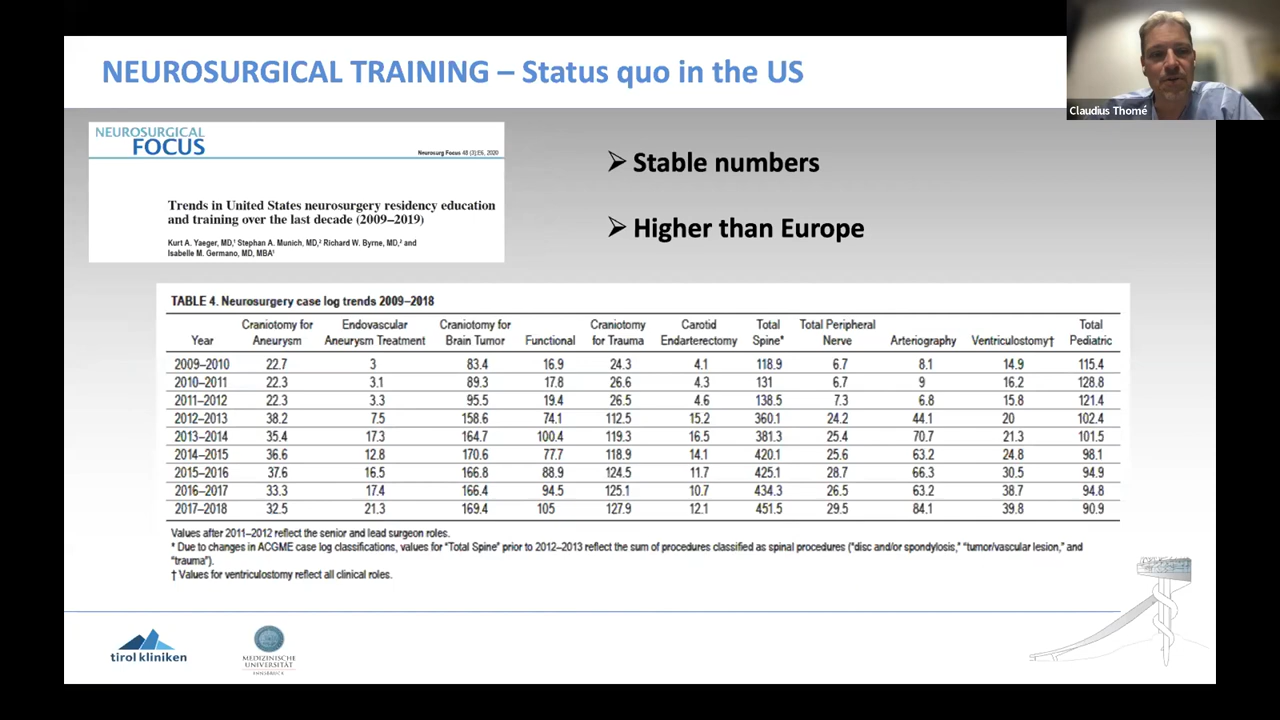 NEUROSURGICAL TRAINING – Status quo in the US
Claudius Thomé
NEUROSURGICAL
FOCUS
Neurosurg Focus 48 (3):E6, 2020
Trends in United States neurosurgery residency education
and training over the last decade (2009–2019)
Kurt A. Yaeger, MD,¹ Stephan A. Munich, MD,² Richard W. Byrne, MD,² and
Isabelle M. Germano, MD, MBA¹
➢ Stable numbers
➢ Higher than Europe
TABLE 4. Neurosurgery case log trends 2009–2018
Year Craniotomy for Aneurysm Endovascular Aneurysm Treatment Craniotomy for Brain Tumor Functional Craniotomy for Trauma Carotid Endarterectomy Total Spine* Total Peripheral Nerve Arteriography Ventriculostomy† Total Pediatric
2009–2010 22.7 3 83.4 16.9 24.3 4.1 118.9 6.7 8.1 14.9 115.4
2010–2011 22.3 3.1 89.3 17.8 26.6 4.3 131 6.7 9 16.2 128.8
2011–2012 22.3 3.3 95.5 19.4 26.5 4.6 138.5 7.3 6.8 15.8 121.4
2012–2013 38.2 7.5 158.6 74.1 112.5 15.2 360.1 24.2 44.1 20 102.4
2013–2014 35.4 17.3 164.7 100.4 119.3 16.5 381.3 25.4 70.7 21.3 101.5
2014–2015 36.6 12.8 170.6 77.7 118.9 14.1 420.1 25.6 63.2 24.8 98.1
2015–2016 37.6 16.5 166.8 88.9 124.5 11.7 425.1 28.7 66.3 30.5 94.9
2016–2017 33.3 17.4 166.4 94.5 125.1 10.7 434.3 26.5 63.2 38.7 94.8
2017–2018 32.5 21.3 169.4 105 127.9 12.1 451.5 29.5 84.1 39.8 90.9
Values after 2011–2012 reflect the senior and lead surgeon roles.
* Due to changes in ACGME case log classifications, values for “Total Spine” prior to 2012–2013 reflect the sum of procedures classified as spinal procedures (“disc and/or spondylosis,” “tumor/vascular lesion,” and
“trauma”).
† Values for ventriculostomy reflect all clinical roles.
tirol kliniken
MEDIZINISCHE
UNIVERSITÄT
INNSBRUCK